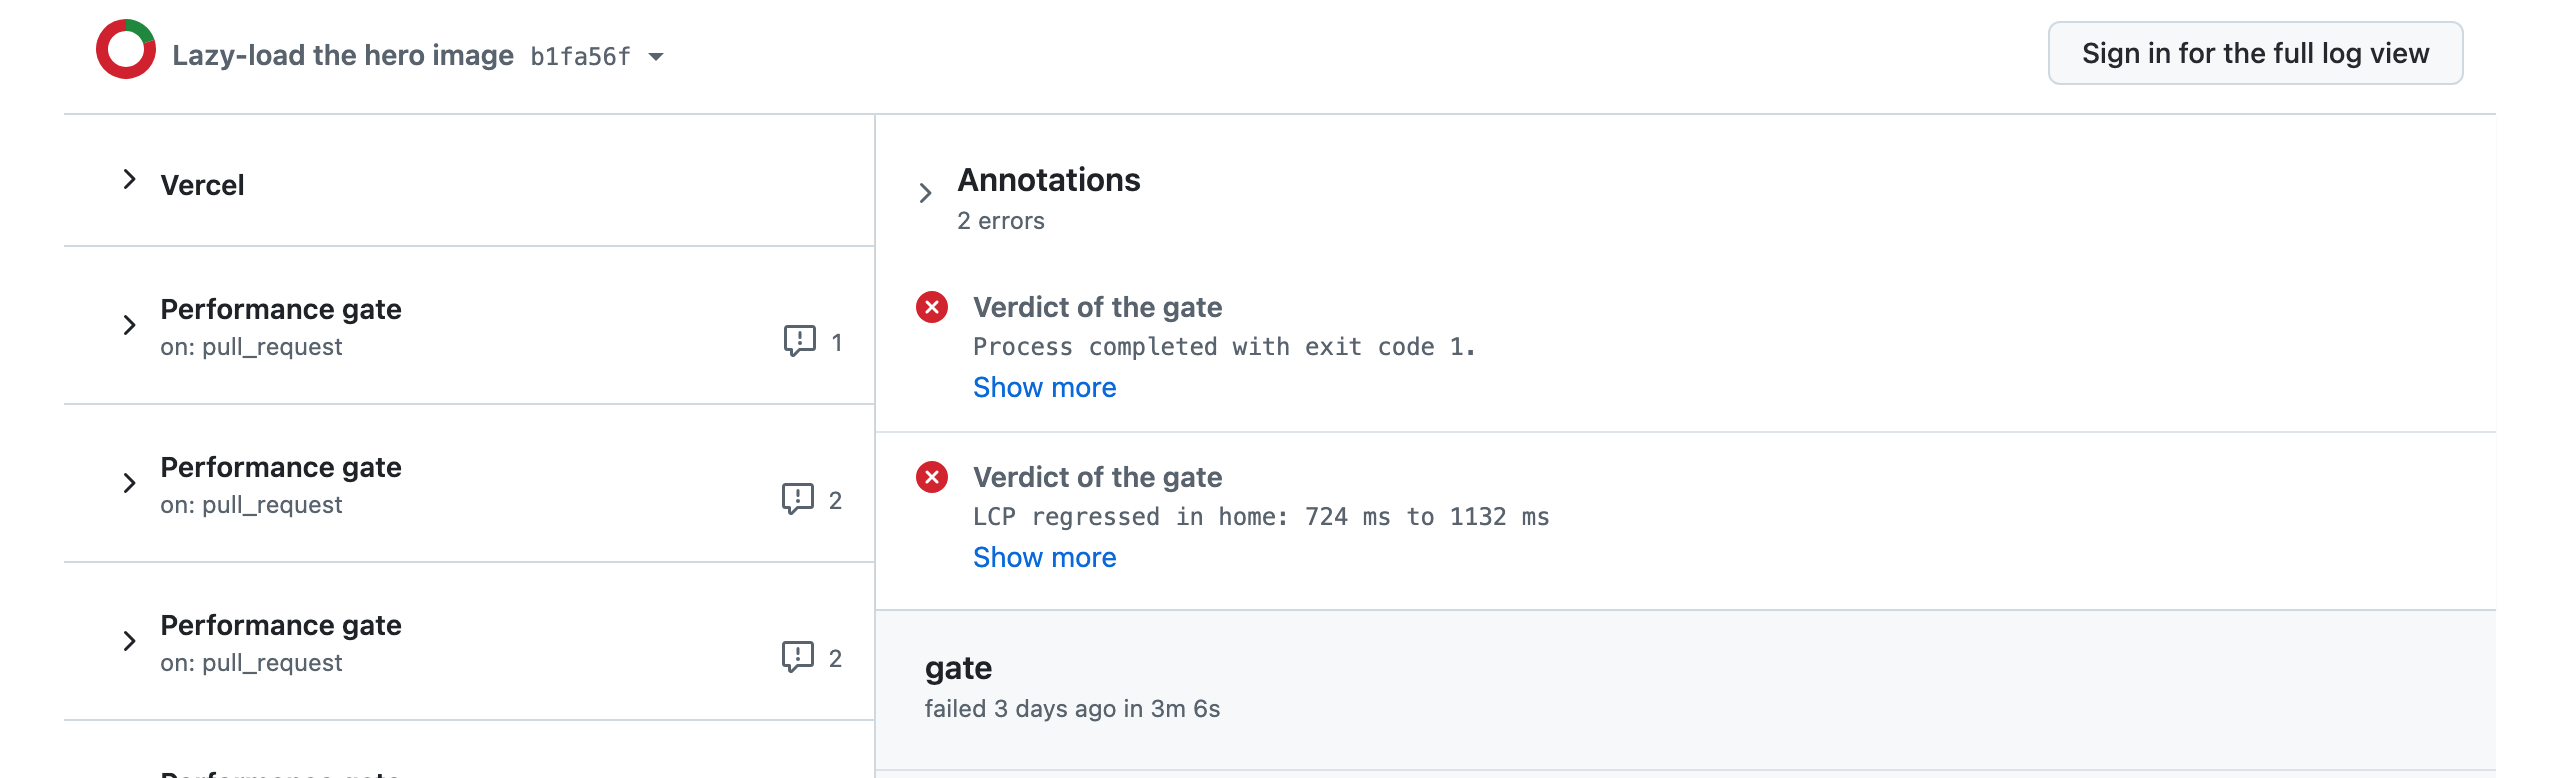 Lazy-load the hero image b1fa56f
Sign in for the full log view
Vercel
Performance gate
on: pull_request
1
Performance gate
on: pull_request
2
Performance gate
on: pull_request
2
Annotations
2 errors
Verdict of the gate
Process completed with exit code 1.
Show more
Verdict of the gate
LCP regressed in home: 724 ms to 1132 ms
Show more
gate
failed 3 days ago in 3m 6s